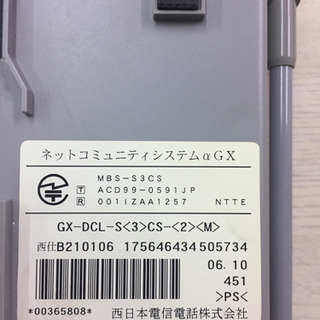 ネットコミュニティシステムαGX
MBS-S3CS
T ACD99-0591JP
R 001IZAA1257 NTTE
GX-DCL-S<3>CS-<2><M>
西仕B210106 175646434505734
06.10
451
>PS<
*00365808* 西日本電信電話株式会社